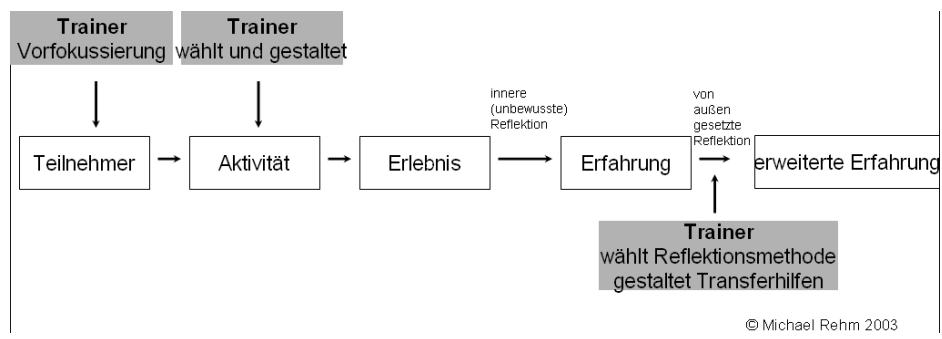 Trainer
Vorfokussierung
Trainer
wählt und gestaltet
innere
(unbewusste)
Reflektion
von
außen
gesetzte
Reflektion
Teilnehmer
Aktivität
Erlebnis
Erfahrung
erweiterte Erfahrung
Trainer
wählt Reflektionsmethode
gestaltet Transferhilfen
© Michael Rehm 2003